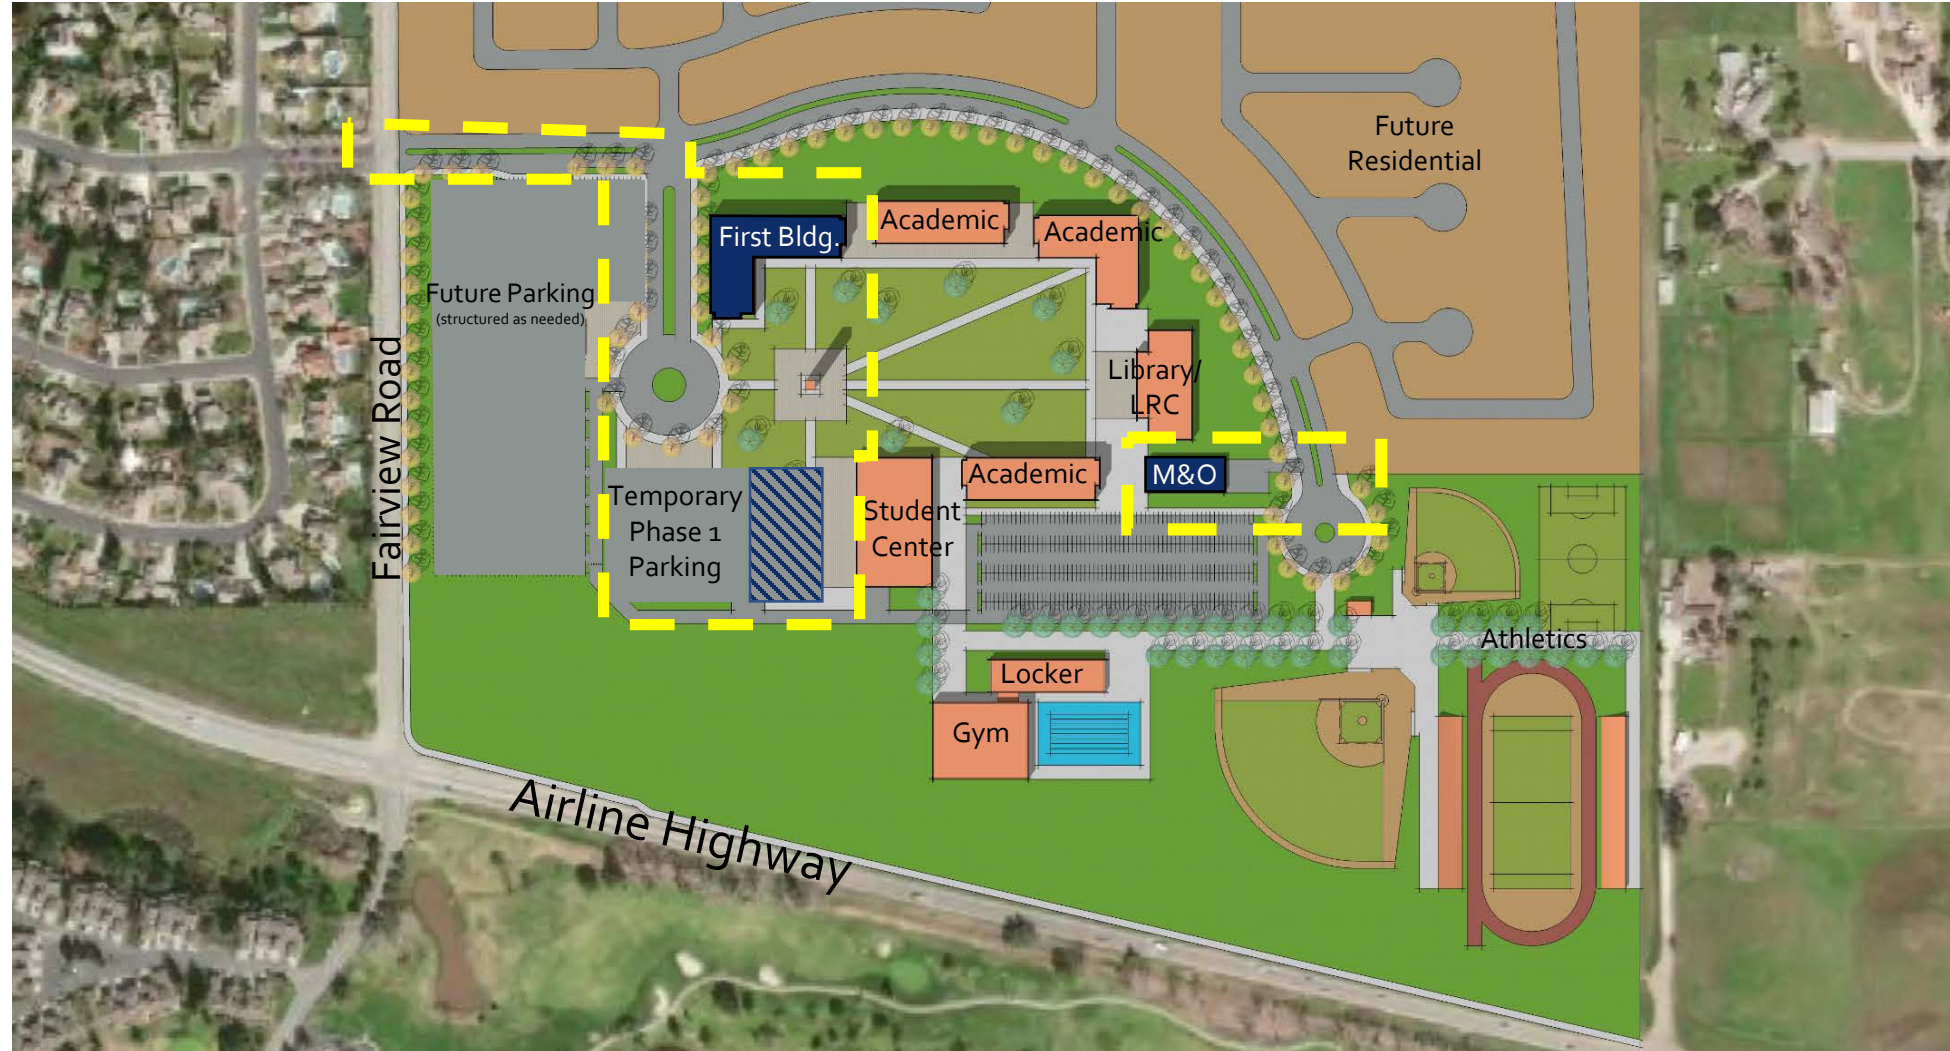 Future
Residential
Academic
Academic
First Bldg.
Future Parking
(structured as needed)
Fairview Road
Library/
LRC
Academic
M&O
Temporary
Phase 1
Parking
Student
Center
Athletics
Locker
Gym
Airline Highway